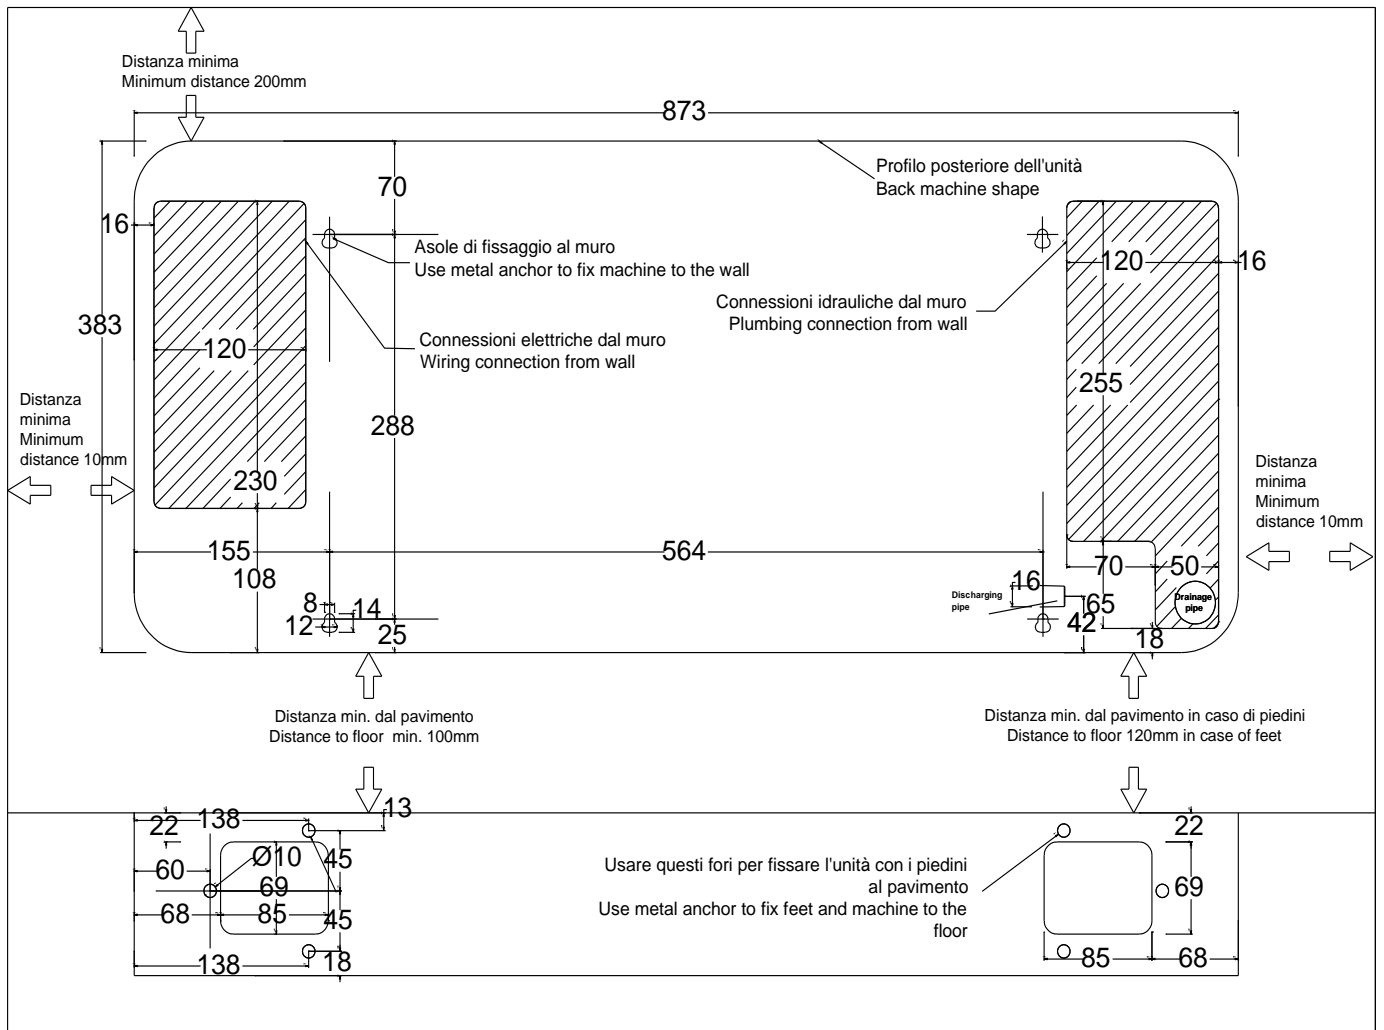 Distanza minima
Minimum distance 200mm
873
70
Profilo posteriore dell'unità
Back machine shape
16
Asole di fissaggio al muro
Use metal anchor to fix machine to the wall
120
16
Connessioni idrauliche dal muro
Plumbing connection from wall
383
120
Connessioni elettriche dal muro
Wiring connection from wall
255
288
Distanza
minima
Minimum
distance 10mm
230
Distanza
minima
Minimum
distance 10mm
155
564
108
70
50
16
8
14
12
25
Discharging
pipe
65
42
Drainage
pipe
18
Distanza min. dal pavimento
Distance to floor min. 100mm
Distanza min. dal pavimento in caso di piedini
Distance to floor 120mm in case of feet
13
22
138
22
Ø10
45
60
69
68
85
45
138
18
Usare questi fori per fissare l'unità con i piedini
al pavimento
Use metal anchor to fix feet and machine to the
floor
69
85
68